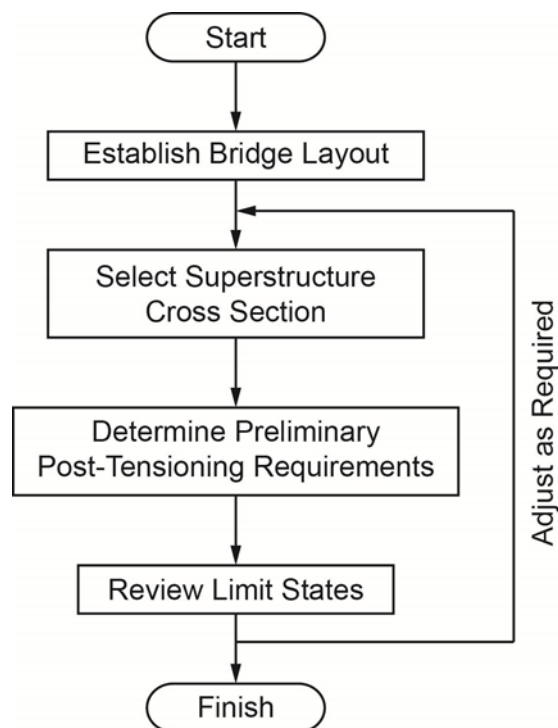 Start
Establish Bridge Layout
Select Superstructure
Cross Section
Determine Preliminary
Post-Tensioning Requirements
Review Limit States
Finish
Adjust as Required